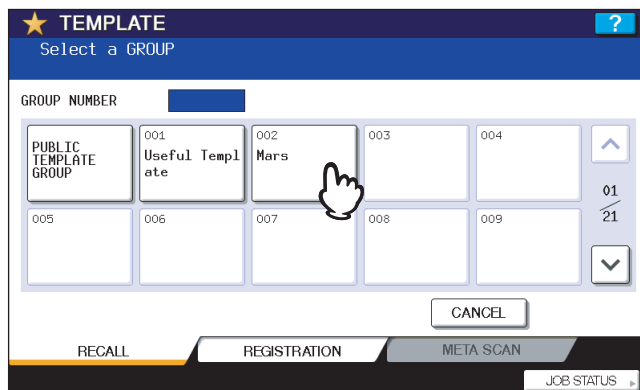 TEMPLATE
?
Select a GROUP
GROUP NUMBER
PUBLIC
TEMPLATE
GROUP
001
Useful Templ
ate
002
Mars
003
004
01
21
005
006
007
008
009
CANCEL
RECALL
REGISTRATION
META SCAN
JOB STATUS